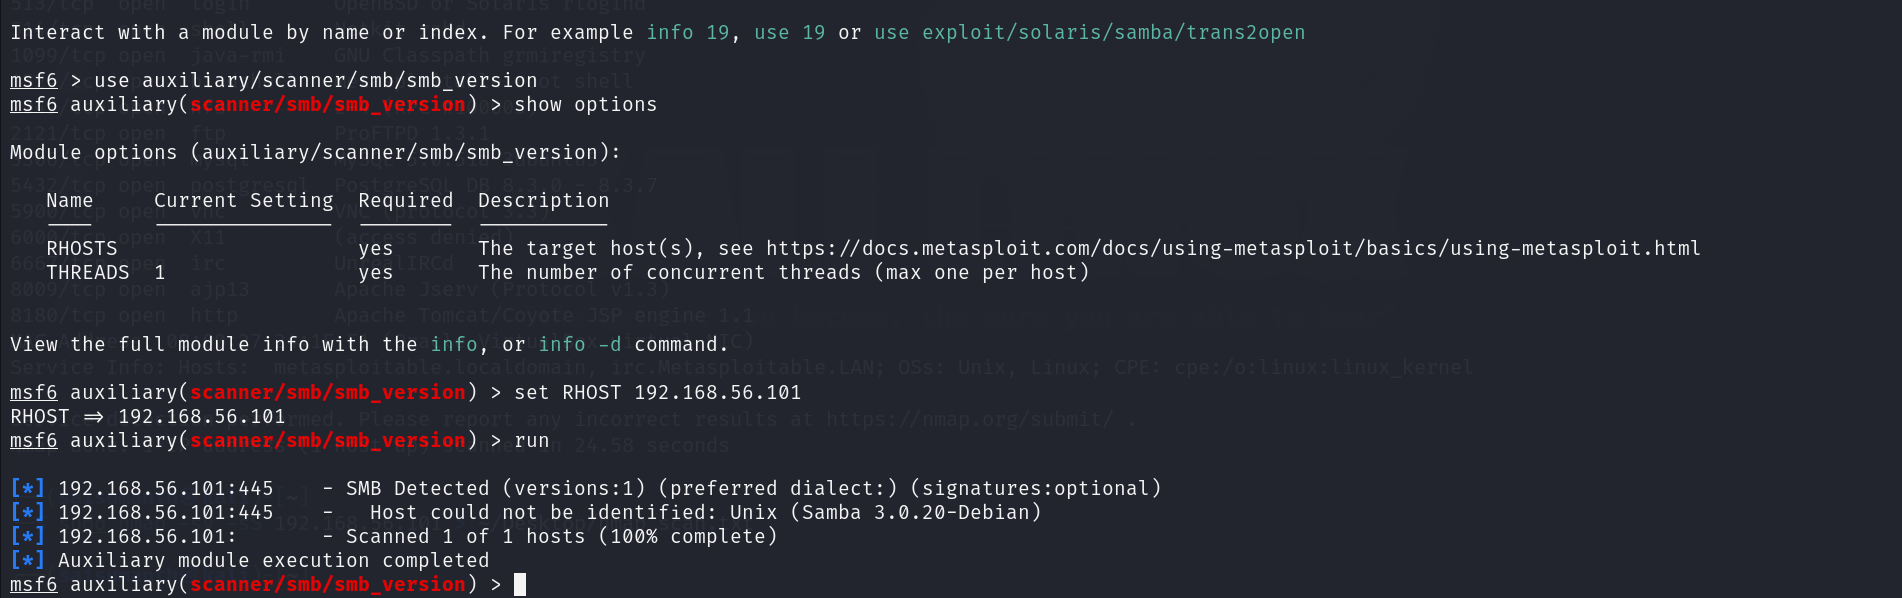 Interact with a module by name or index. For example info 19, use 19 or use exploit/solaris/samba/trans2open
msf6 > use auxiliary/scanner/smb/smb_version
msf6 auxiliary(scanner/smb/smb_version) > show options
Module options (auxiliary/scanner/smb/smb_version):
Name Current Setting Required Description
RHOSTS yes The target host(s), see https://docs.metasploit.com/docs/using-metasploit/basics/using-metasploit.html
THREADS 1 yes The number of concurrent threads (max one per host)
View the full module info with the info, or info -d command.
msf6 auxiliary(scanner/smb/smb_version) > set RHOST 192.168.56.101
RHOST ⇒ 192.168.56.101
msf6 auxiliary(scanner/smb/smb_version) > run
[*] 192.168.56.101:445 - SMB Detected (versions:1) (preferred dialect:) (signatures:optional)
[*] 192.168.56.101:445 - Host could not be identified: Unix (Samba 3.0.20-Debian)
[*] 192.168.56.101: - Scanned 1 of 1 hosts (100% complete)
[*] Auxiliary module execution completed
msf6 auxiliary(scanner/smb/smb_version) >